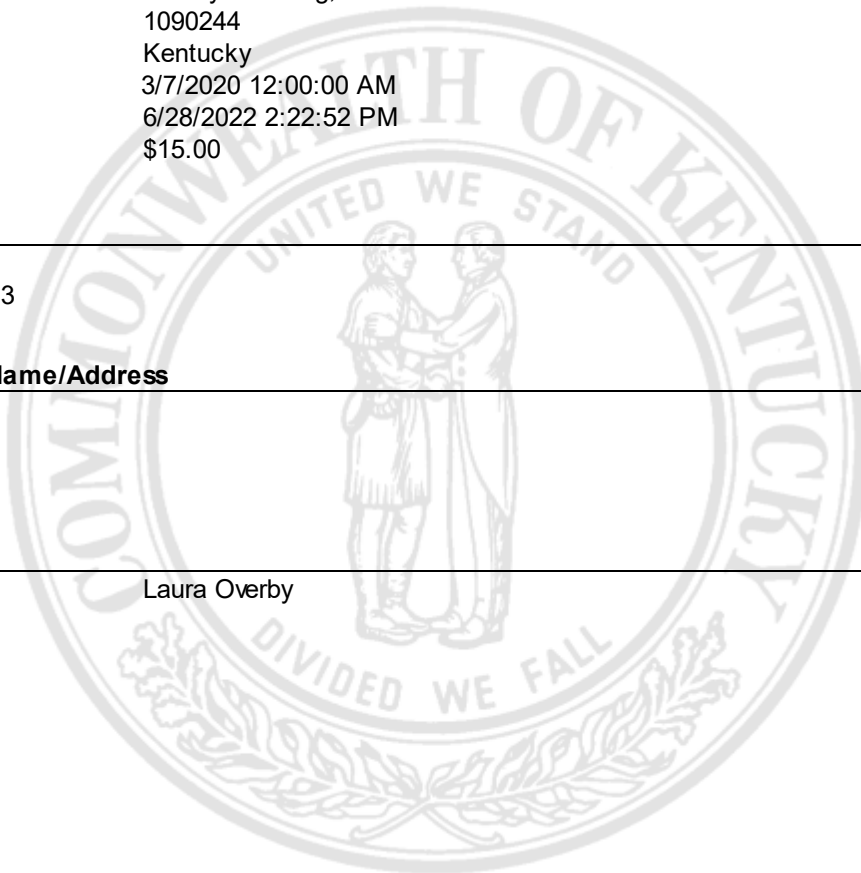 1090244
Kentucky
3/7/2020 12:00:00 AM
6/28/2022 2:22:52 PM
$15.00
3
ame/Address
Laura Overby
COMMONWEALTH OF KENTUCKY
UNITED WE STAND
DIVIDED WE FALL